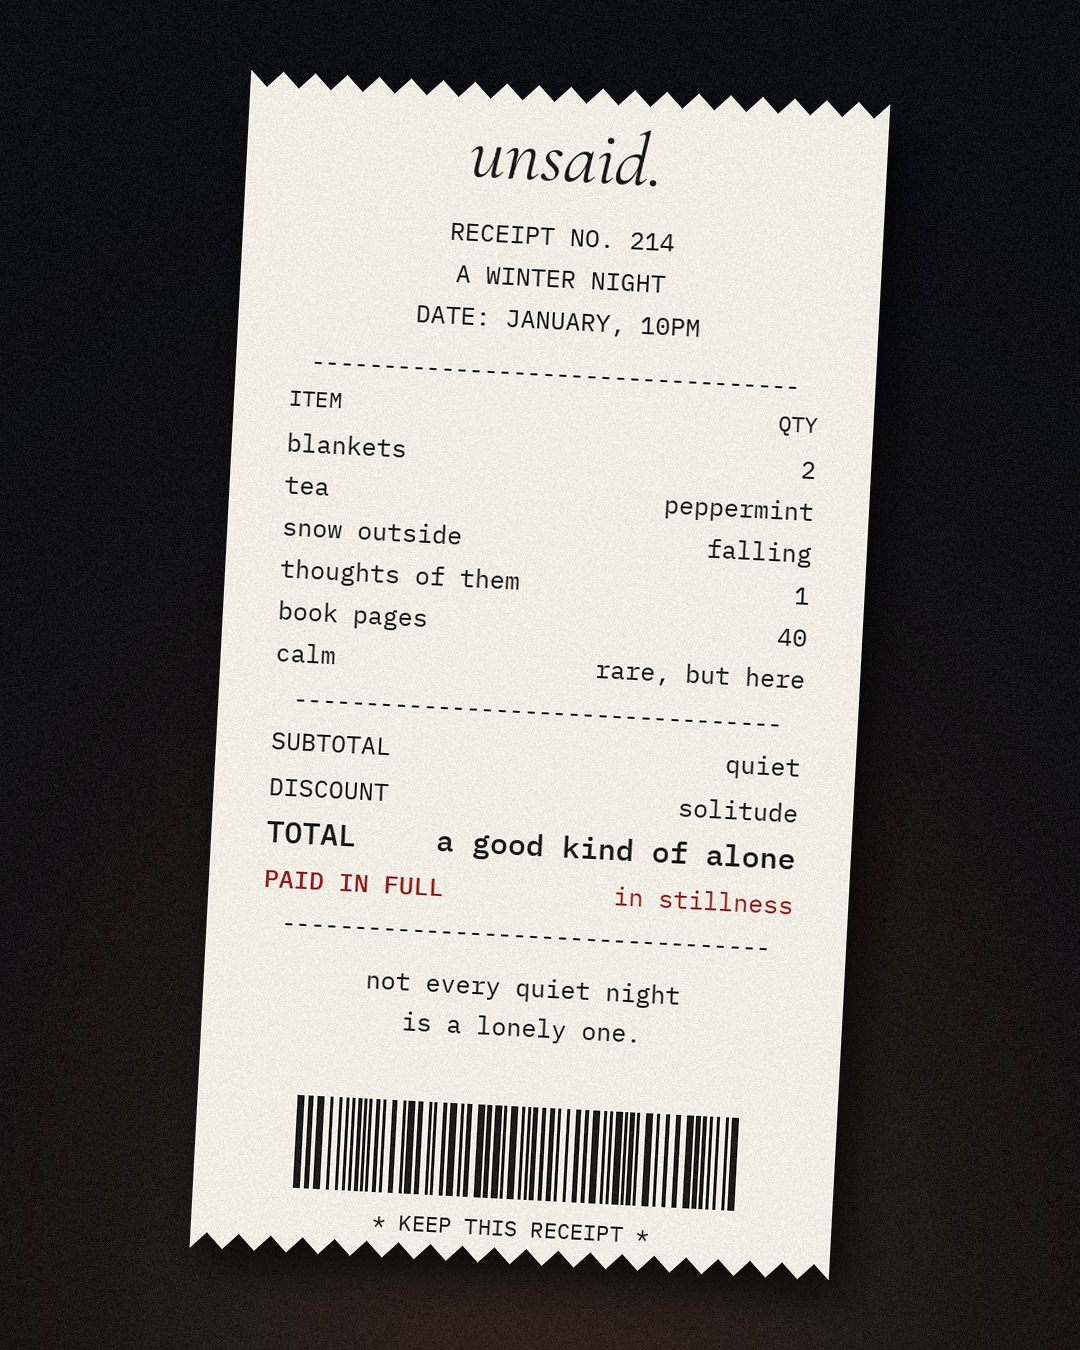 unsaid.
RECEIPT NO. 214
A WINTER NIGHT
DATE: JANUARY, 10PM
----------------------------------
ITEM QTY
blankets 2
tea peppermint
snow outside falling
thoughts of them 1
book pages 40
calm rare, but here
----------------------------------
SUBTOTAL quiet
DISCOUNT solitude
TOTAL a good kind of alone
PAID IN FULL in stillness
----------------------------------
not every quiet night
is a lonely one.
* KEEP THIS RECEIPT *